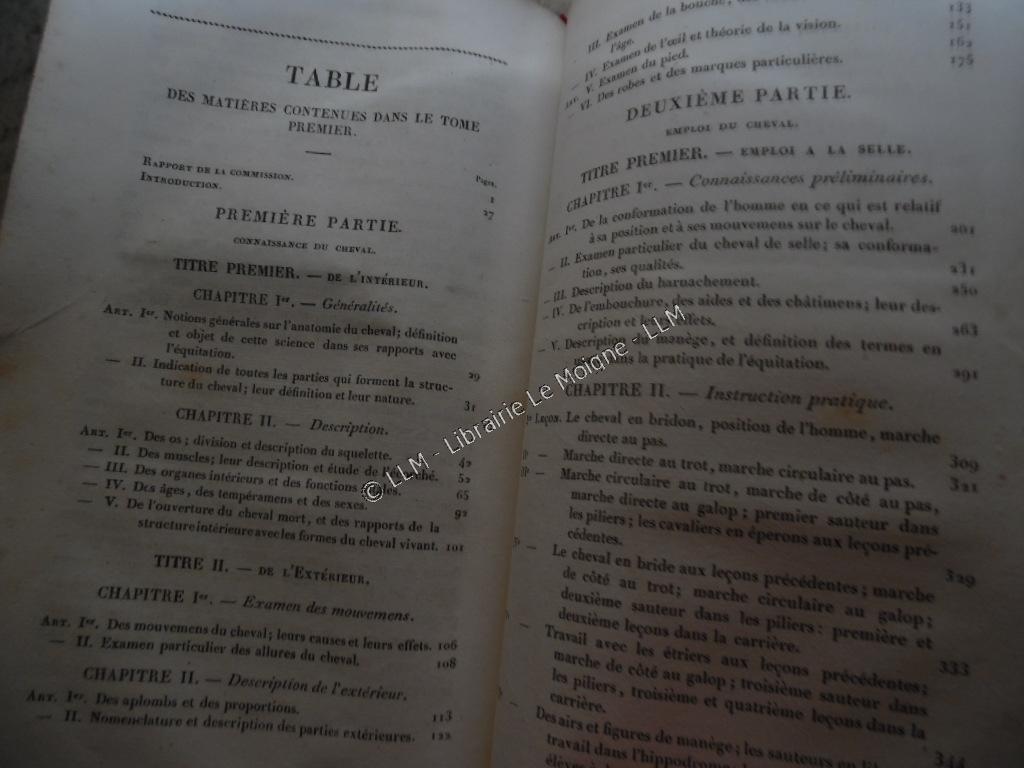 TABLE
DES MATIÈRES CONTENUES DANS LE TOME
PREMIER.
Pages.
RAPPORT DE LA COMMISSION. 1
INTRODUCTION. 27
PREMIÈRE PARTIE.
CONNAISSANCE DU CHEVAL.
TITRE PREMIER. — DE L'INTÉRIEUR.
CHAPITRE Ier. — Généralités.
ART. Ier. Notions générales sur l'anatomie du cheval; définition
et objet de cette science dans ses rapports avec
l'équitation. 29
— II. Indication de toutes les parties qui forment la struc-
ture du cheval; leur définition et leur nature. 31
CHAPITRE II. — Description.
ART. Ier. Des os; division et description du squelette. 42
— II. Des muscles; leur description et étude de l' 52
— III. Des organes intérieurs et des fonctions 65
— IV. Des âges, des tempéramens et des sexes. 92
— V. De l'ouverture du cheval mort, et des rapports de la
structure intérieure avec les formes du cheval vivant. 101
TITRE II. — DE L'EXTÉRIEUR.
CHAPITRE Ier. — Examen des mouvemens.
ART. Ier. Des mouvemens du cheval; leurs causes et leurs effets. 106
— II. Examen particulier des allures du cheval. 108
CHAPITRE II. — Description de l'extérieur.
ART. Ier. Des aplombs et des proportions. 113
— II. Nomenclature et description des parties extérieures. 122
III. Examen de la bouche,
l'âge. 133
IV. Examen de l'œil et théorie de la vision. 151
ART. V. Examen du pied. 162
— VI. Des robes et des marques particulières. 175
DEUXIÈME PARTIE.
EMPLOI DU CHEVAL.
TITRE PREMIER. — EMPLOI A LA SELLE.
CHAPITRE Ier. — Connaissances préliminaires.
ART. Ier. De la conformation de l'homme en ce qui est relatif
à sa position et à ses mouvemens sur le cheval. 201
— II. Examen particulier du cheval de selle; sa conforma-
tion, ses qualités. 231
— III. Description du harnachement. 250
— IV. De l'embouchure, des aides et des châtimens; leur des-
cription et leurs effets. 263
— V. Description du manège, et définition des termes en
dans la pratique de l'équitation. 291
CHAPITRE II. — Instruction pratique.
Leçon. Le cheval en bridon, position de l'homme, marche
directe au pas. 309
— Marche directe au trot, marche circulaire au pas. 321
— Marche circulaire au trot, marche de côté au pas,
marche directe au galop; premier sauteur dans
les piliers; les cavaliers en éperons aux leçons pré-
cédentes. 329
— Le cheval en bride aux leçons précédentes; marche
de côté au trot; marche circulaire au galop;
deuxième sauteur dans les piliers: première et
deuxième leçons dans la carrière. 333
— Travail avec les étriers aux leçons précédentes;
marche de côté au galop; troisième sauteur dans
les piliers, troisième et quatrième leçons dans la
carrière. 344
Des airs et figures de manège; les sauteurs en
travail dans l'hippodrome
élèves à
© LLM - Librairie Le Moigne - LLM